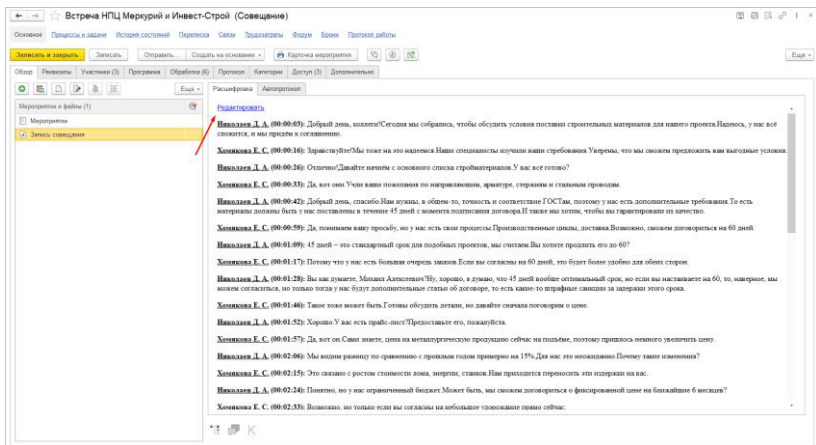 Встреча НПЦ Меркурий и Инвест-Строй (Совещание)
Основное Процессы и задачи История состояний Переписка Связи Трудозатраты Форум Брони Протокол работы
Записать и закрыть Записать Отправить... Создать на основании Карточка мероприятия Еще
Обзор Реквизиты Участники (3) Программа Обработка (6) Протокол Категории Доступ (3) Дополнительно
Еще Расшифровка Автопротокол
Мероприятие и файлы (1)
Мероприятие
Запись совещания
Редактировать
Николаев Д. А. (00:00:03): Добрый день, коллеги!Сегодня мы собрались, чтобы обсудить условия поставки строительных материалов для нашего проекта.Надеюсь, у нас всё
сложится, и мы придём к соглашению.
Хомякова Е. С. (00:00:16): Здравствуйте!Мы тоже на это надеемся.Наши специалисты изучили ваши требования.Уверены, что мы сможем предложить вам выгодные условия.
Николаев Д. А. (00:00:26): Отлично!Давайте начнём с основного списка стройматериалов.У вас всё готово?
Хомякова Е. С. (00:00:33): Да, вот они.Учли ваши пожелания по направляющим, арматуре, стержням и стальным проводам.
Николаев Д. А. (00:00:42): Добрый день, спасибо.Нам нужны, в общем-то, точность и соответствие ГОСТам, поэтому у нас есть дополнительные требования.То есть
материалы должны быть у нас поставлены в течение 45 дней с момента подписания договора.И также мы хотим, чтобы вы гарантировали их качество.
Хомякова Е. С. (00:00:59): Да, понимаем вашу просьбу, но у нас есть свои процессы.Производственные циклы, доставка.Возможно, сможем договориться на 60 дней.
Николаев Д. А. (00:01:09): 45 дней – это стандартный срок для подобных проектов, мы считаем.Вы хотите продлить его до 60?
Хомякова Е. С. (00:01:17): Потому что у нас есть большая очередь заказов.Если вы согласны на 60 дней, это будет более удобно для обеих сторон.
Николаев Д. А. (00:01:28): Вы как думаете, Михаил Алексеевич?Ну, хорошо, я думаю, что 45 дней вообще оптимальный срок, но если вы настаиваете на 60, то, наверное, мы
можем согласиться, но только тогда у нас будут дополнительные статьи об договоре, то есть какие-то штрафные санкции за задержки этого срока.
Хомякова Е. С. (00:01:46): Такое тоже может быть.Готовы обсудить детали, но давайте сначала поговорим о цене.
Николаев Д. А. (00:01:52): Хорошо.У вас есть прайс-лист?Предоставьте его, пожалуйста.
Хомякова Е. С. (00:01:57): Да, вот он.Сами знаете, цена на металлургическую продукцию сейчас на подъёме, поэтому пришлось немного увеличить цену.
Николаев Д. А. (00:02:06): Мы видим разницу по сравнению с прошлым годом примерно на 15%.Для нас это неожиданно.Почему такие изменения?
Хомякова Е. С. (00:02:15): Это связано с ростом стоимости лома, энергии, станков.Нам приходится переносить эти издержки на вас.
Николаев Д. А. (00:02:24): Понятно, но у нас ограниченный бюджет.Может быть, мы сможем договориться о фиксированной цене на ближайшие 6 месяцев?
Хомякова Е. С. (00:02:33): Возможно, но только если вы согласны на небольшое удорожание прямо сейчас.